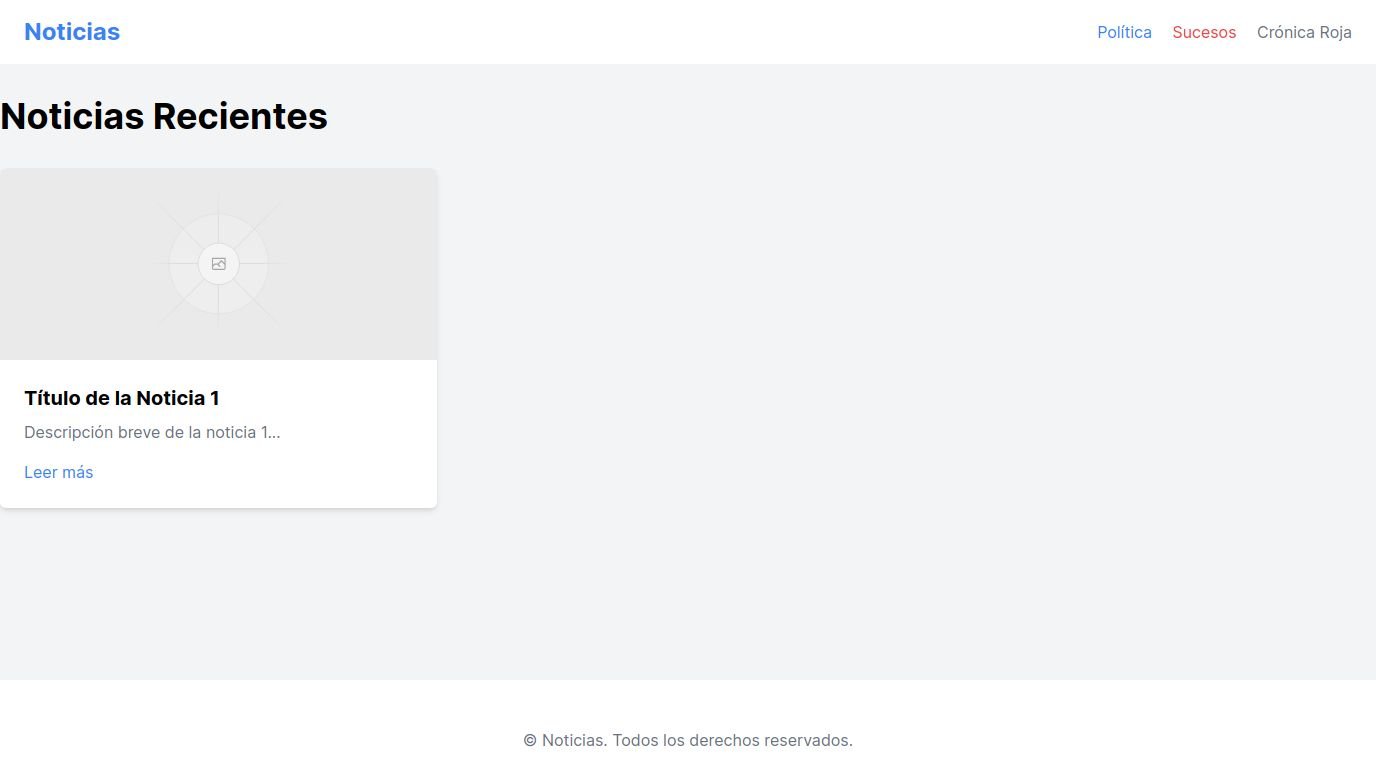 Noticias
Política Sucesos Crónica Roja
Noticias Recientes
Título de la Noticia 1
Descripción breve de la noticia 1...
Leer más
© Noticias. Todos los derechos reservados.